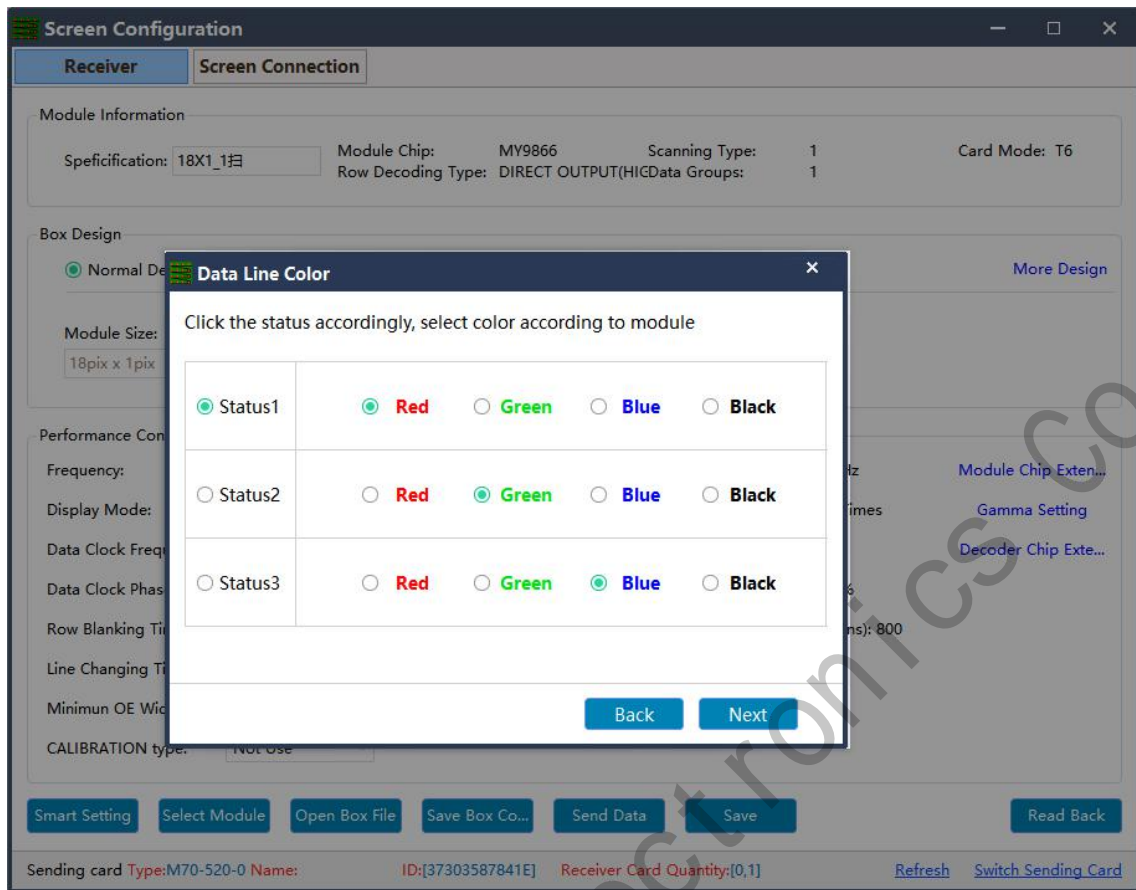 Screen Configuration
Receiver Screen Connection
Module Information
Speficification: 18X1_1扫 Module Chip: MY9866 Scanning Type: 1 Card Mode: T6
Row Decoding Type: DIRECT OUTPUT(HIC Data Groups: 1
Box Design
Normal De More Design
Module Size:
18pix x 1pix
Data Line Color
Click the status accordingly, select color according to module
Status1 Red Green Blue Black
Status2 Red Green Blue Black
Status3 Red Green Blue Black
Back Next
Performance Con
Frequency: Hz Module Chip Exten...
Display Mode: imes Gamma Setting
Data Clock Frequ Decoder Chip Exte...
Data Clock Phas %
Row Blanking Ti ns): 800
Line Changing Ti
Minimun OE Wid
CALIBRATION type: Not Use
Smart Setting Select Module Open Box File Save Box Co... Send Data Save Read Back
Sending card Type:M70-520-0 Name: ID:[37303587841E] Receiver Card Quantity:[0,1] Refresh Switch Sending Card
ctronics Co